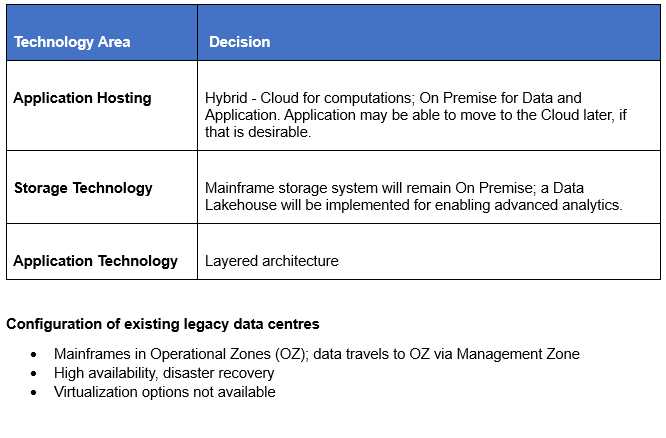 Technology Area Decision
Application Hosting Hybrid - Cloud for computations; On Premise for Data and
Application. Application may be able to move to the Cloud later, if
that is desirable.
Storage Technology Mainframe storage system will remain On Premise; a Data
Lakehouse will be implemented for enabling advanced analytics.
Application Technology Layered architecture
Configuration of existing legacy data centres
• Mainframes in Operational Zones (OZ); data travels to OZ via Management Zone
• High availability, disaster recovery
• Virtualization options not available